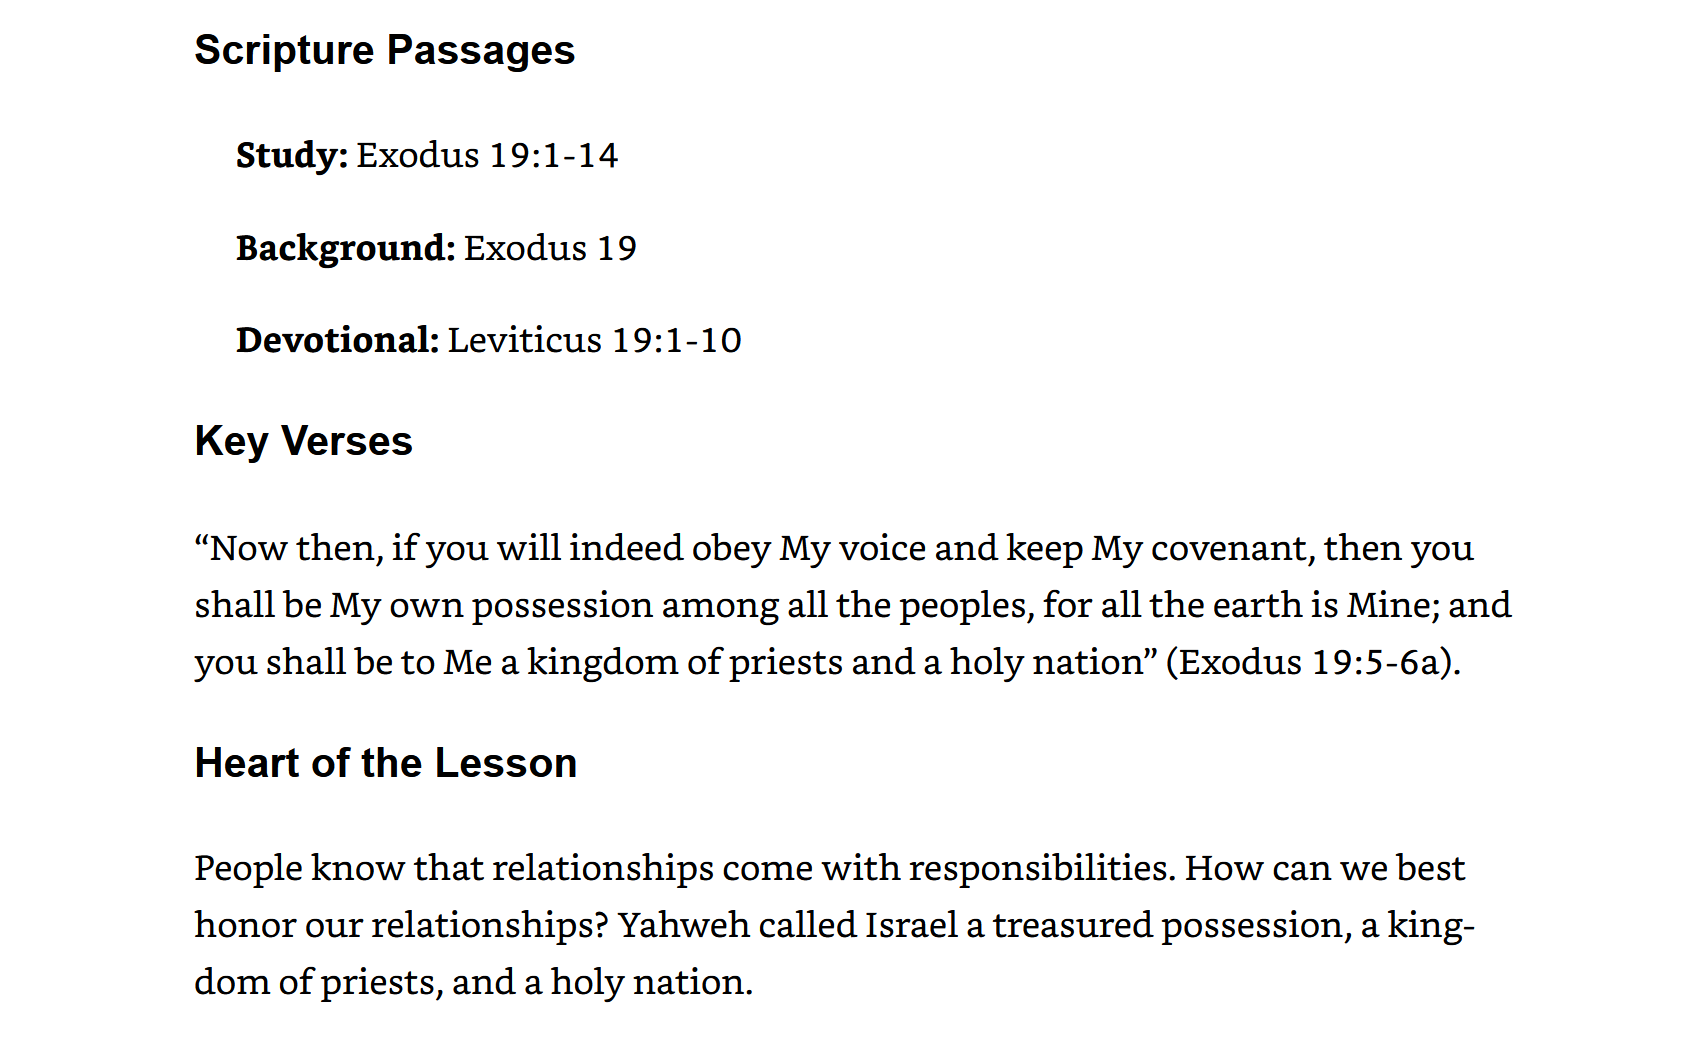 Scripture Passages
Study: Exodus 19:1-14
Background: Exodus 19
Devotional: Leviticus 19:1-10
Key Verses
“Now then, if you will indeed obey My voice and keep My covenant, then you
shall be My own possession among all the peoples, for all the earth is Mine; and
you shall be to Me a kingdom of priests and a holy nation” (Exodus 19:5-6a).
Heart of the Lesson
People know that relationships come with responsibilities. How can we best
honor our relationships? Yahweh called Israel a treasured possession, a king-
dom of priests, and a holy nation.